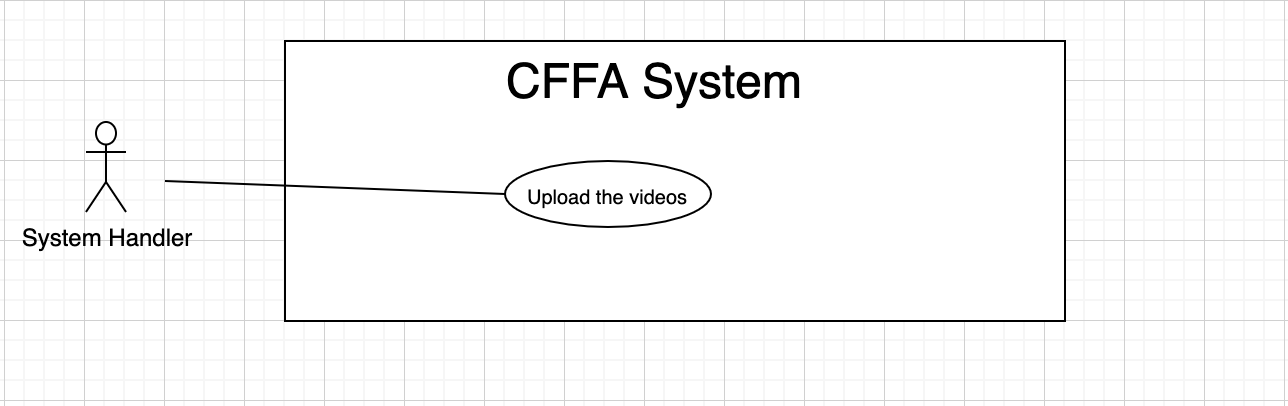 CFFA System
Upload the videos
System Handler